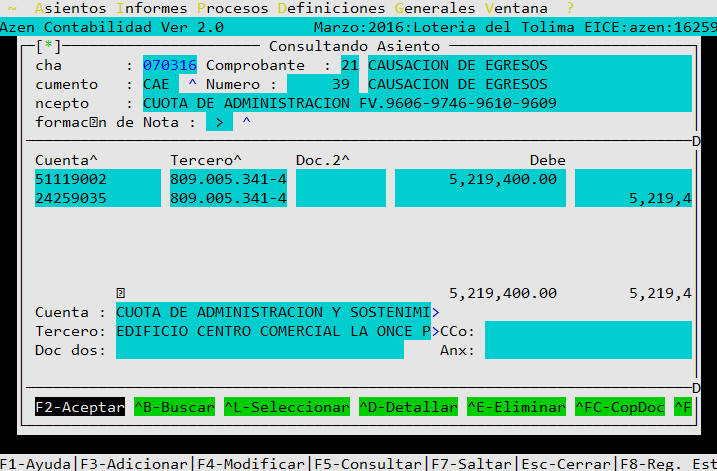 ~ Asientos Informes Procesos Definiciones Generales Ventana ?
Azen Contabilidad Ver 2.0 Marzo:2016:Loteria del Tolima EICE:azen:16259
[*] Consultando Asiento
cha : 070316 Comprobante : 21 CAUSACION DE EGRESOS
cumento : CAE ^ Numero : 39 CAUSACION DE EGRESOS
ncepto : CUOTA DE ADMINISTRACION FV.9606-9746-9610-9609
formac�n de Nota : > ^
D
Cuenta^ Tercero^ Doc.2^ Debe
51119002 809.005.341-4 5,219,400.00
24259035 809.005.341-4 5,219,4
� 5,219,400.00 5,219,4
Cuenta : CUOTA DE ADMINISTRACION Y SOSTENIMI>
Tercero: EDIFICIO CENTRO COMERCIAL LA ONCE P>CCo:
Doc dos: Anx:
D
F2-Aceptar ^B-Buscar ^L-Seleccionar ^D-Detallar ^E-Eliminar ^FC-CopDoc ^F
F1-Ayuda|F3-Adicionar|F4-Modificar|F5-Consultar|F7-Saltar|Esc-Cerrar|F8-Reg. Est